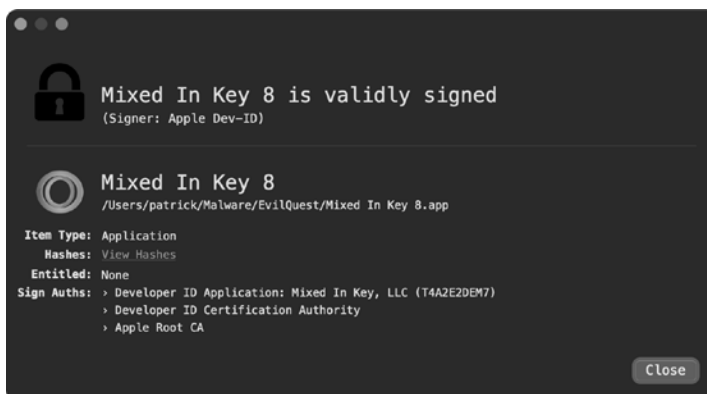 Mixed In Key 8 is validly signed
(Signer: Apple Dev-ID)
Mixed In Key 8
/Users/patrick/Malware/EvilQuest/Mixed In Key 8.app
Item Type: Application
Hashes: View Hashes
Entitled: None
Sign Auths: › Developer ID Application: Mixed In Key, LLC (T4A2E2DEM7)
› Developer ID Certification Authority
› Apple Root CA
Close